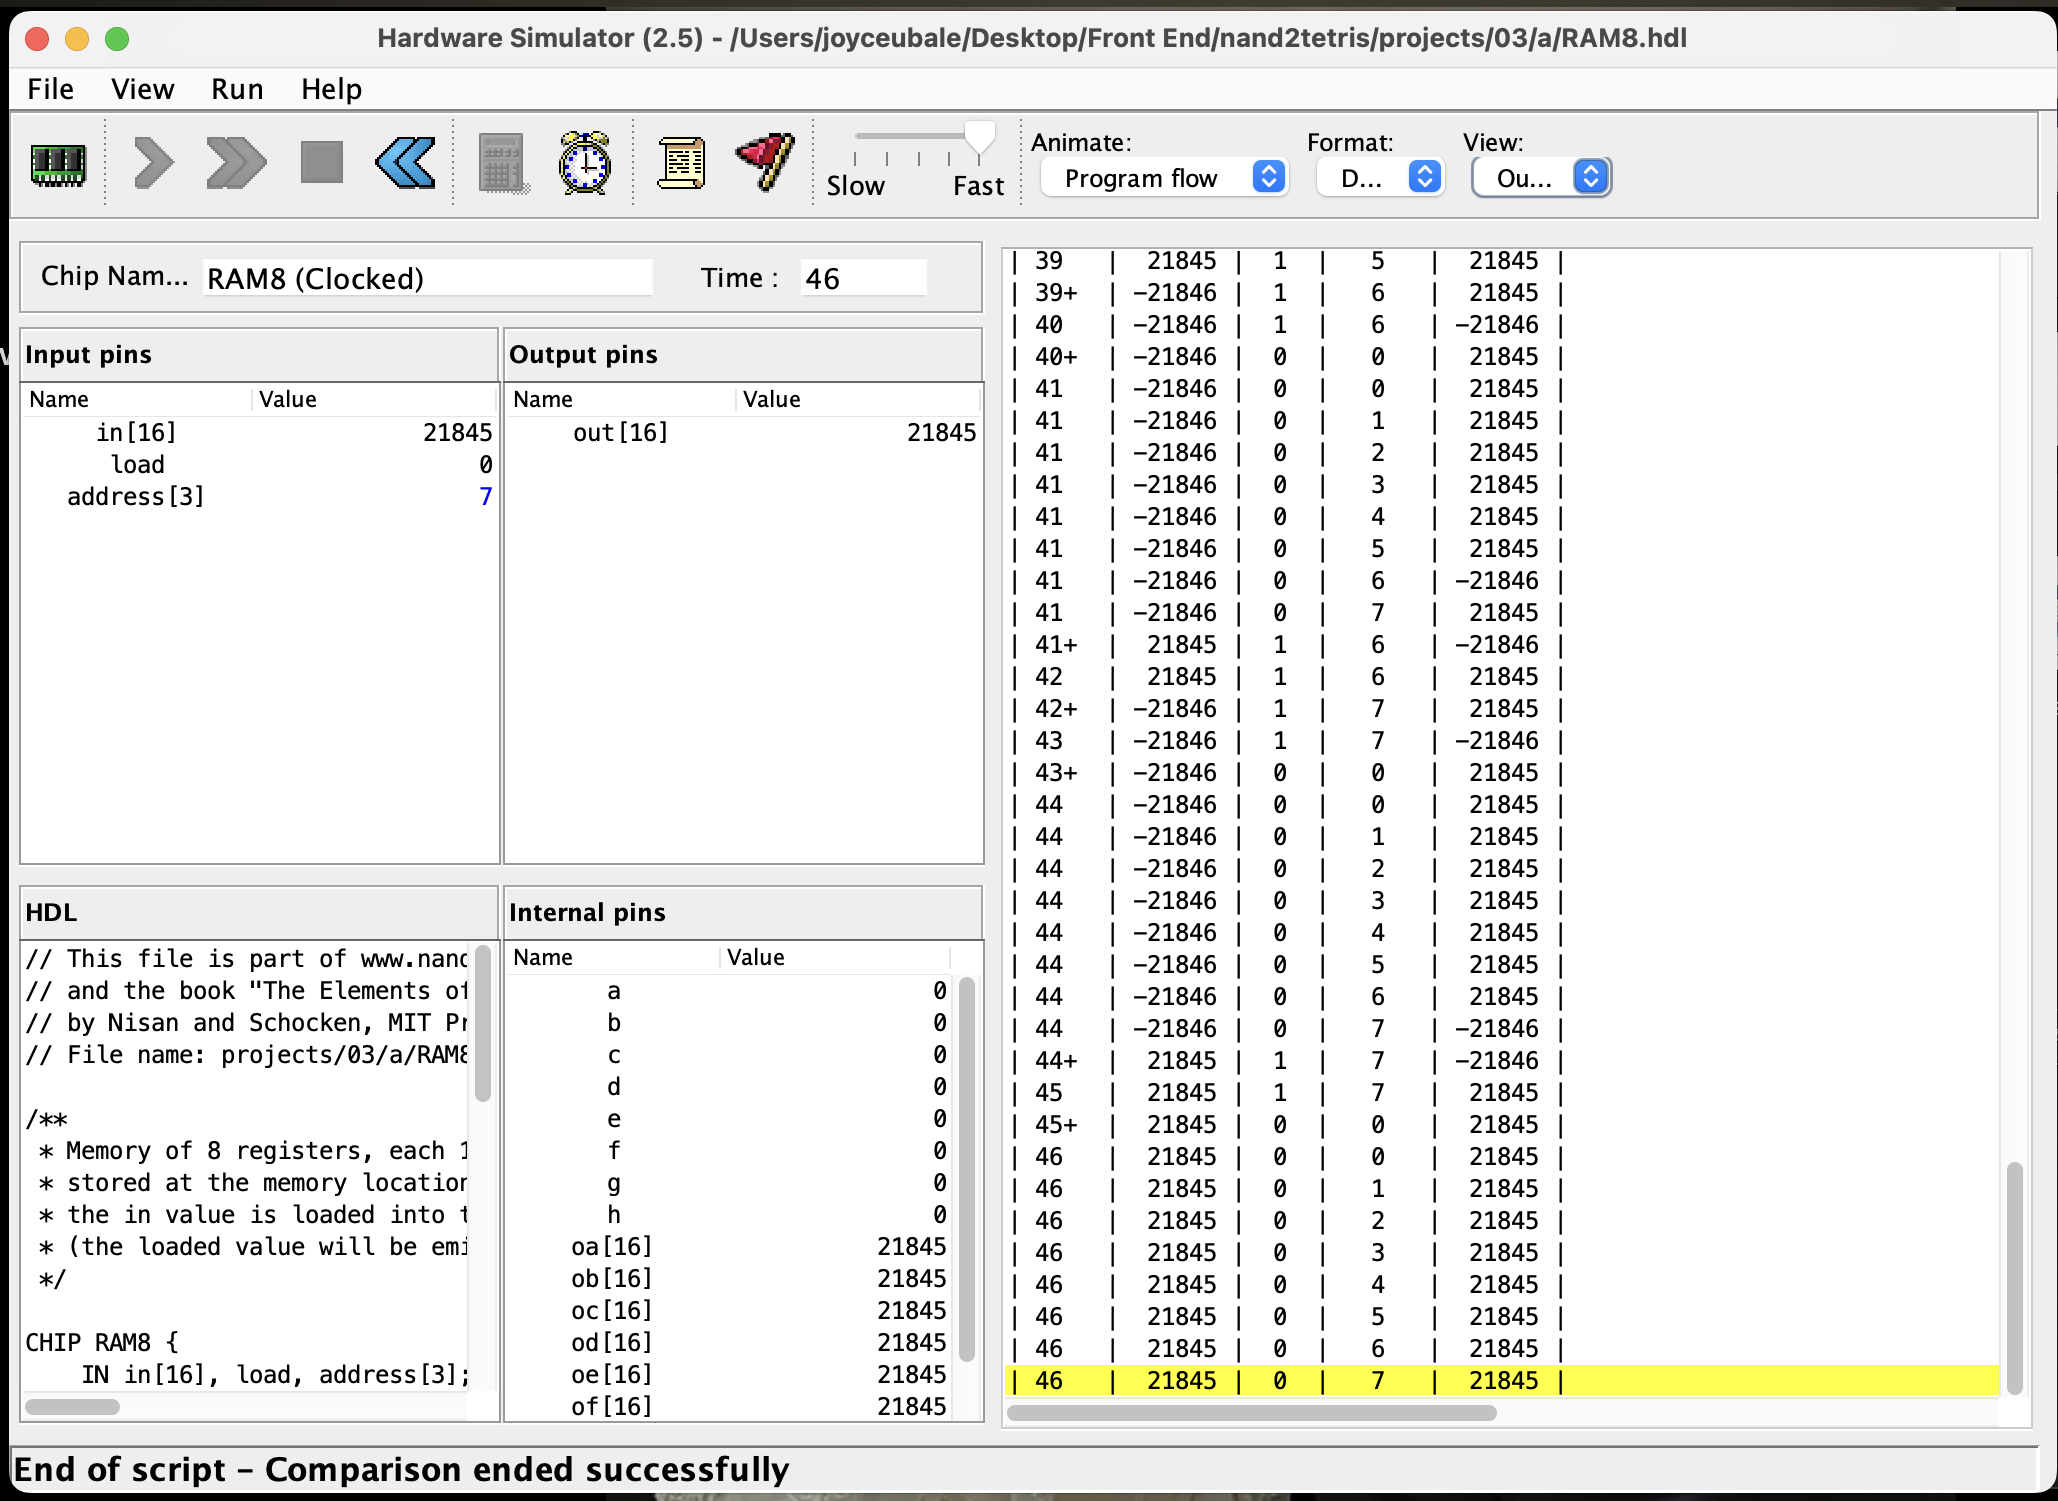 Hardware Simulator (2.5) - /Users/joyceubale/Desktop/Front End/nand2tetris/projects/03/a/RAM8.hdl
File View Run Help
Animate: Format: View:
Slow Fast Program flow D... Ou...
Chip Nam... RAM8 (Clocked) Time : 46
Input pins
Name Value
in[16] 21845
load 0
address[3] 7
Output pins
Name Value
out[16] 21845
HDL
// This file is part of www.nand
// and the book "The Elements of
// by Nisan and Schocken, MIT Pr
// File name: projects/03/a/RAM8
/**
* Memory of 8 registers, each 1
* stored at the memory location
* the in value is loaded into t
* (the loaded value will be emi
*/
CHIP RAM8 {
IN in[16], load, address[3];
Internal pins
Name Value
a 0
b 0
c 0
d 0
e 0
f 0
g 0
h 0
oa[16] 21845
ob[16] 21845
oc[16] 21845
od[16] 21845
oe[16] 21845
of[16] 21845
| 39 | 21845 | 1 | 5 | 21845 |
| 39+ | -21846 | 1 | 6 | 21845 |
| 40 | -21846 | 1 | 6 | -21846 |
| 40+ | -21846 | 0 | 0 | 21845 |
| 41 | -21846 | 0 | 0 | 21845 |
| 41 | -21846 | 0 | 1 | 21845 |
| 41 | -21846 | 0 | 2 | 21845 |
| 41 | -21846 | 0 | 3 | 21845 |
| 41 | -21846 | 0 | 4 | 21845 |
| 41 | -21846 | 0 | 5 | 21845 |
| 41 | -21846 | 0 | 6 | -21846 |
| 41 | -21846 | 0 | 7 | 21845 |
| 41+ | 21845 | 1 | 6 | -21846 |
| 42 | 21845 | 1 | 6 | 21845 |
| 42+ | -21846 | 1 | 7 | 21845 |
| 43 | -21846 | 1 | 7 | -21846 |
| 43+ | -21846 | 0 | 0 | 21845 |
| 44 | -21846 | 0 | 0 | 21845 |
| 44 | -21846 | 0 | 1 | 21845 |
| 44 | -21846 | 0 | 2 | 21845 |
| 44 | -21846 | 0 | 3 | 21845 |
| 44 | -21846 | 0 | 4 | 21845 |
| 44 | -21846 | 0 | 5 | 21845 |
| 44 | -21846 | 0 | 6 | 21845 |
| 44 | -21846 | 0 | 7 | -21846 |
| 44+ | 21845 | 1 | 7 | -21846 |
| 45 | 21845 | 1 | 7 | 21845 |
| 45+ | 21845 | 0 | 0 | 21845 |
| 46 | 21845 | 0 | 0 | 21845 |
| 46 | 21845 | 0 | 1 | 21845 |
| 46 | 21845 | 0 | 2 | 21845 |
| 46 | 21845 | 0 | 3 | 21845 |
| 46 | 21845 | 0 | 4 | 21845 |
| 46 | 21845 | 0 | 5 | 21845 |
| 46 | 21845 | 0 | 6 | 21845 |
| 46 | 21845 | 0 | 7 | 21845 |
End of script - Comparison ended successfully